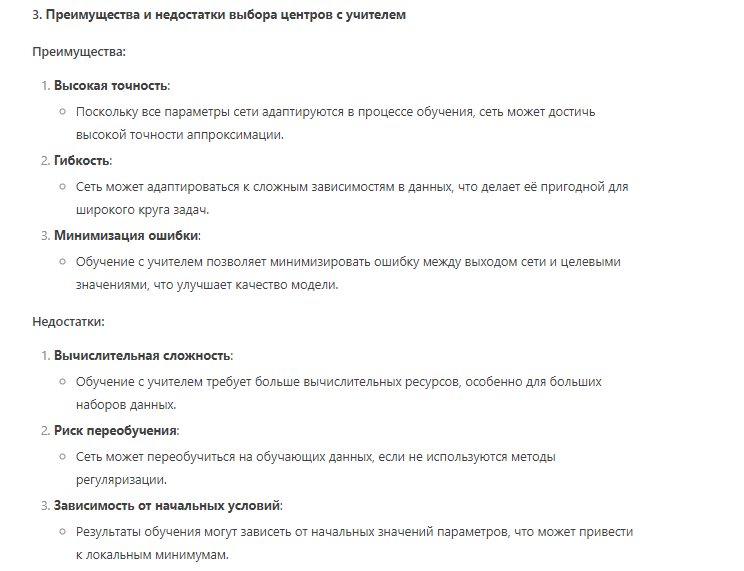 3. Преимущества и недостатки выбора центров с учителем
Преимущества:
1. Высокая точность:
○ Поскольку все параметры сети адаптируются в процессе обучения, сеть может достичь
высокой точности аппроксимации.
2. Гибкость:
○ Сеть может адаптироваться к сложным зависимостям в данных, что делает её пригодной для
широкого круга задач.
3. Минимизация ошибки:
○ Обучение с учителем позволяет минимизировать ошибку между выходом сети и целевыми
значениями, что улучшает качество модели.
Недостатки:
1. Вычислительная сложность:
○ Обучение с учителем требует больше вычислительных ресурсов, особенно для больших
наборов данных.
2. Риск переобучения:
○ Сеть может переобучиться на обучающих данных, если не используются методы
регуляризации.
3. Зависимость от начальных условий:
○ Результаты обучения могут зависеть от начальных значений параметров, что может привести
к локальным минимумам.